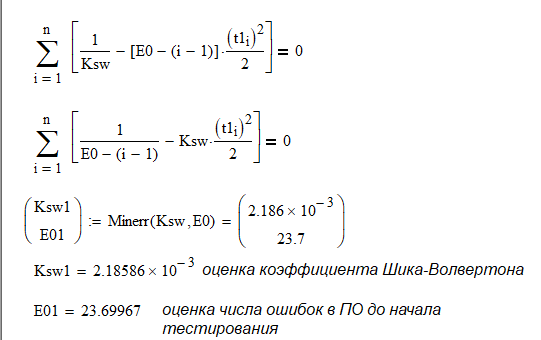 n
∑ [ 1/Ksw − [E0 − (i − 1)]·(t1ᵢ)²/2 ] = 0
i = 1
n
∑ [ 1/(E0 − (i − 1)) − Ksw·(t1ᵢ)²/2 ] = 0
i = 1
(Ksw1 E01) := Minerr(Ksw, E0) = (2.186 × 10⁻³ 23.7)
Ksw1 = 2.18586 × 10⁻³ оценка коэффициента Шика-Волвертона
E01 = 23.69967 оценка числа ошибок в ПО до начала
тестирования